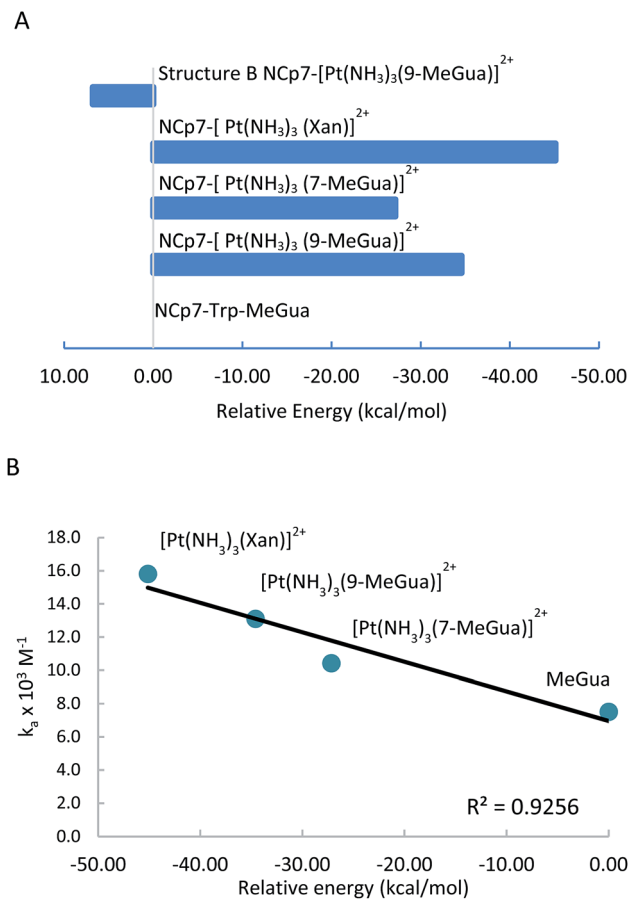 A
Structure B NCp7-[Pt(NH₃)₃(9-MeGua)]²⁺
NCp7-[ Pt(NH₃)₃ (Xan)]²⁺
NCp7-[ Pt(NH₃)₃ (7-MeGua)]²⁺
NCp7-[ Pt(NH₃)₃ (9-MeGua)]²⁺
NCp7-Trp-MeGua
10.00 0.00 -10.00 -20.00 -30.00 -40.00 -50.00
Relative Energy (kcal/mol)
B
18.0
[Pt(NH₃)₃(Xan)]²⁺
16.0
[Pt(NH₃)₃(9-MeGua)]²⁺
14.0
[Pt(NH₃)₃(7-MeGua)]²⁺
12.0
10.0
MeGua
8.0
6.0
4.0
2.0
R² = 0.9256
0.0
kₐ x 10³ M⁻¹
-50.00 -40.00 -30.00 -20.00 -10.00 0.00
Relative energy (kcal/mol)